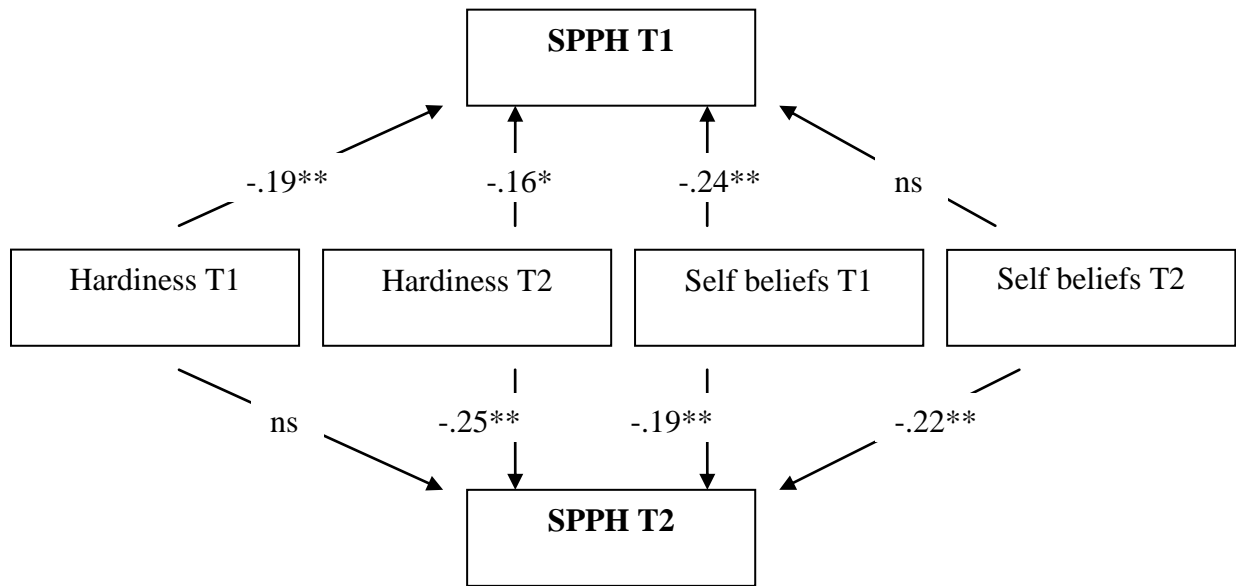 SPPH T1
-.19** -.16* -.24** ns
Hardiness T1 Hardiness T2 Self beliefs T1 Self beliefs T2
ns -.25** -.19** -.22**
SPPH T2